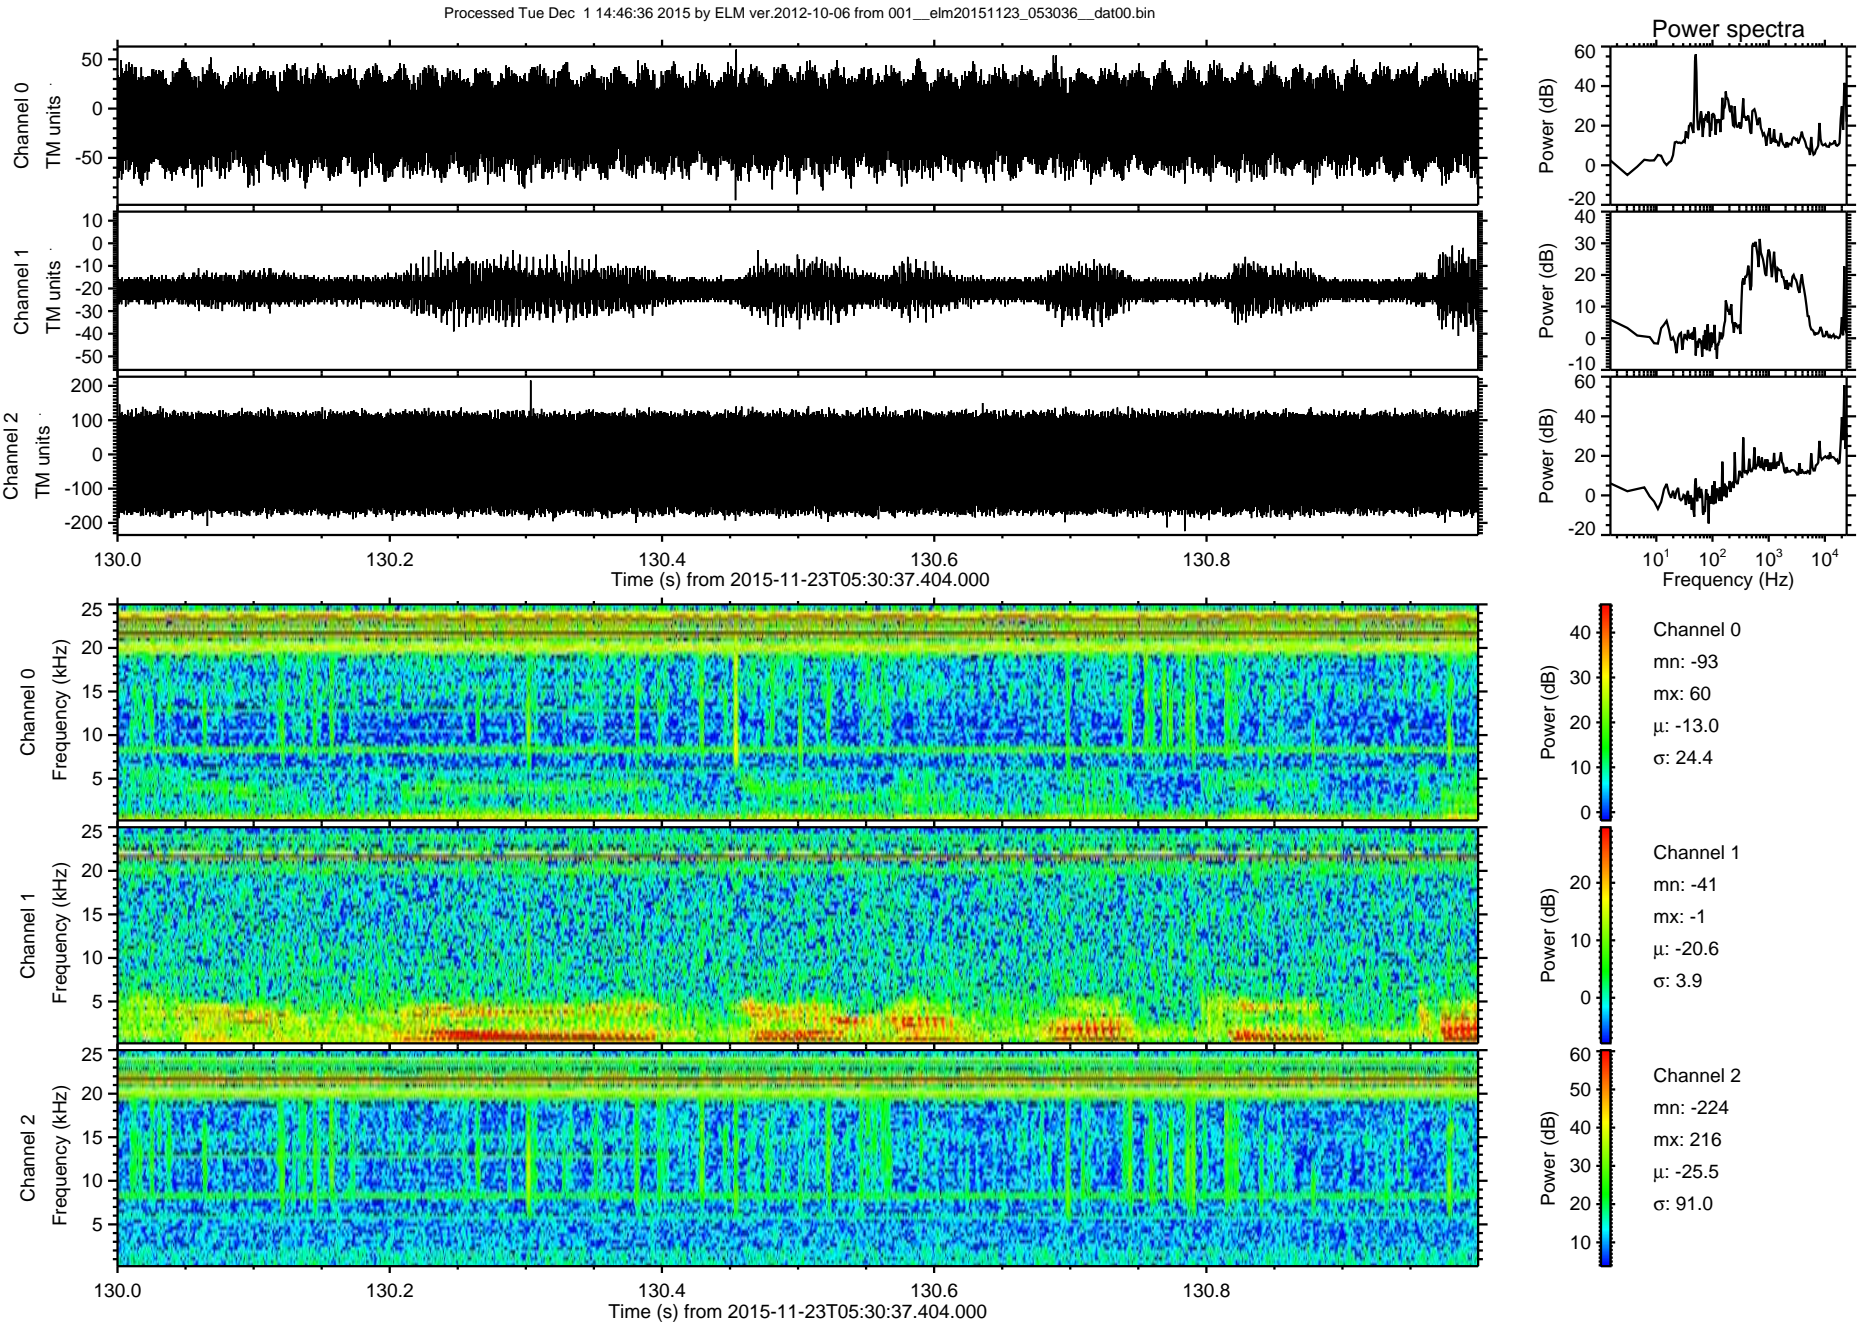 Processed Tue Dec 1 14:46:36 2015 by ELM ver.2012-10-06 from 001__elm20151123_053036__dat00.bin
Power spectra
Channel 0
TM units
50
0
-50
Power (dB)
60
40
20
0
-20
Channel 1
TM units
10
0
-10
-20
-30
-40
-50
Power (dB)
40
30
20
10
0
-10
Channel 2
TM units
200
100
0
-100
-200
Power (dB)
60
40
20
0
-20
130.0 130.2 130.4 130.6 130.8
Time (s) from 2015-11-23T05:30:37.404.000
10¹ 10² 10³ 10⁴
Frequency (Hz)
Channel 0
Frequency (kHz)
25
20
15
10
5
Power (dB)
40
30
20
10
0
Channel 0
mn: -93
mx: 60
μ: -13.0
σ: 24.4
Channel 1
Frequency (kHz)
25
20
15
10
5
Power (dB)
20
10
0
Channel 1
mn: -41
mx: -1
μ: -20.6
σ: 3.9
Channel 2
Frequency (kHz)
25
20
15
10
5
Power (dB)
60
50
40
30
20
10
Channel 2
mn: -224
mx: 216
μ: -25.5
σ: 91.0
130.0 130.2 130.4 130.6 130.8
Time (s) from 2015-11-23T05:30:37.404.000